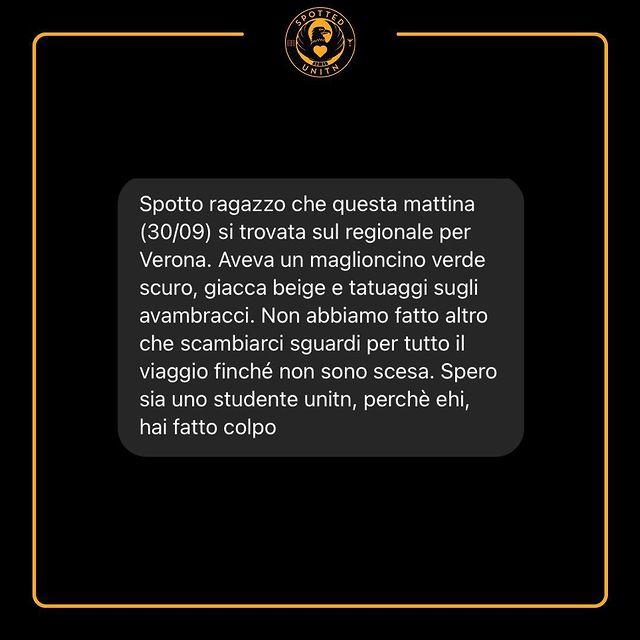 SPOTTED
UNITN
Spotto ragazzo che questa mattina
(30/09) si trovata sul regionale per
Verona. Aveva un maglioncino verde
scuro, giacca beige e tatuaggi sugli
avambracci. Non abbiamo fatto altro
che scambiarci sguardi per tutto il
viaggio finché non sono scesa. Spero
sia uno studente unitn, perchè ehi,
hai fatto colpo